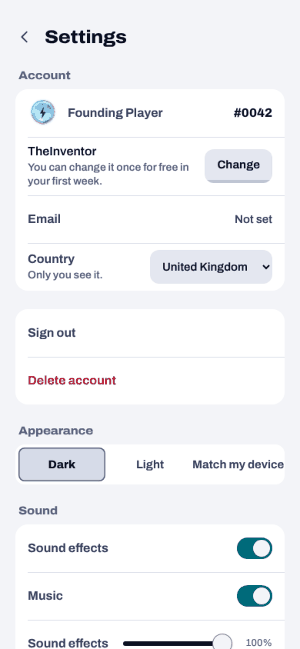 Settings
Account
Founding Player #0042
TheInventor
You can change it once for free in
your first week.
Change
Email Not set
Country
Only you see it.
United Kingdom
Sign out
Delete account
Appearance
Dark Light Match my device
Sound
Sound effects
Music
Sound effects 100%